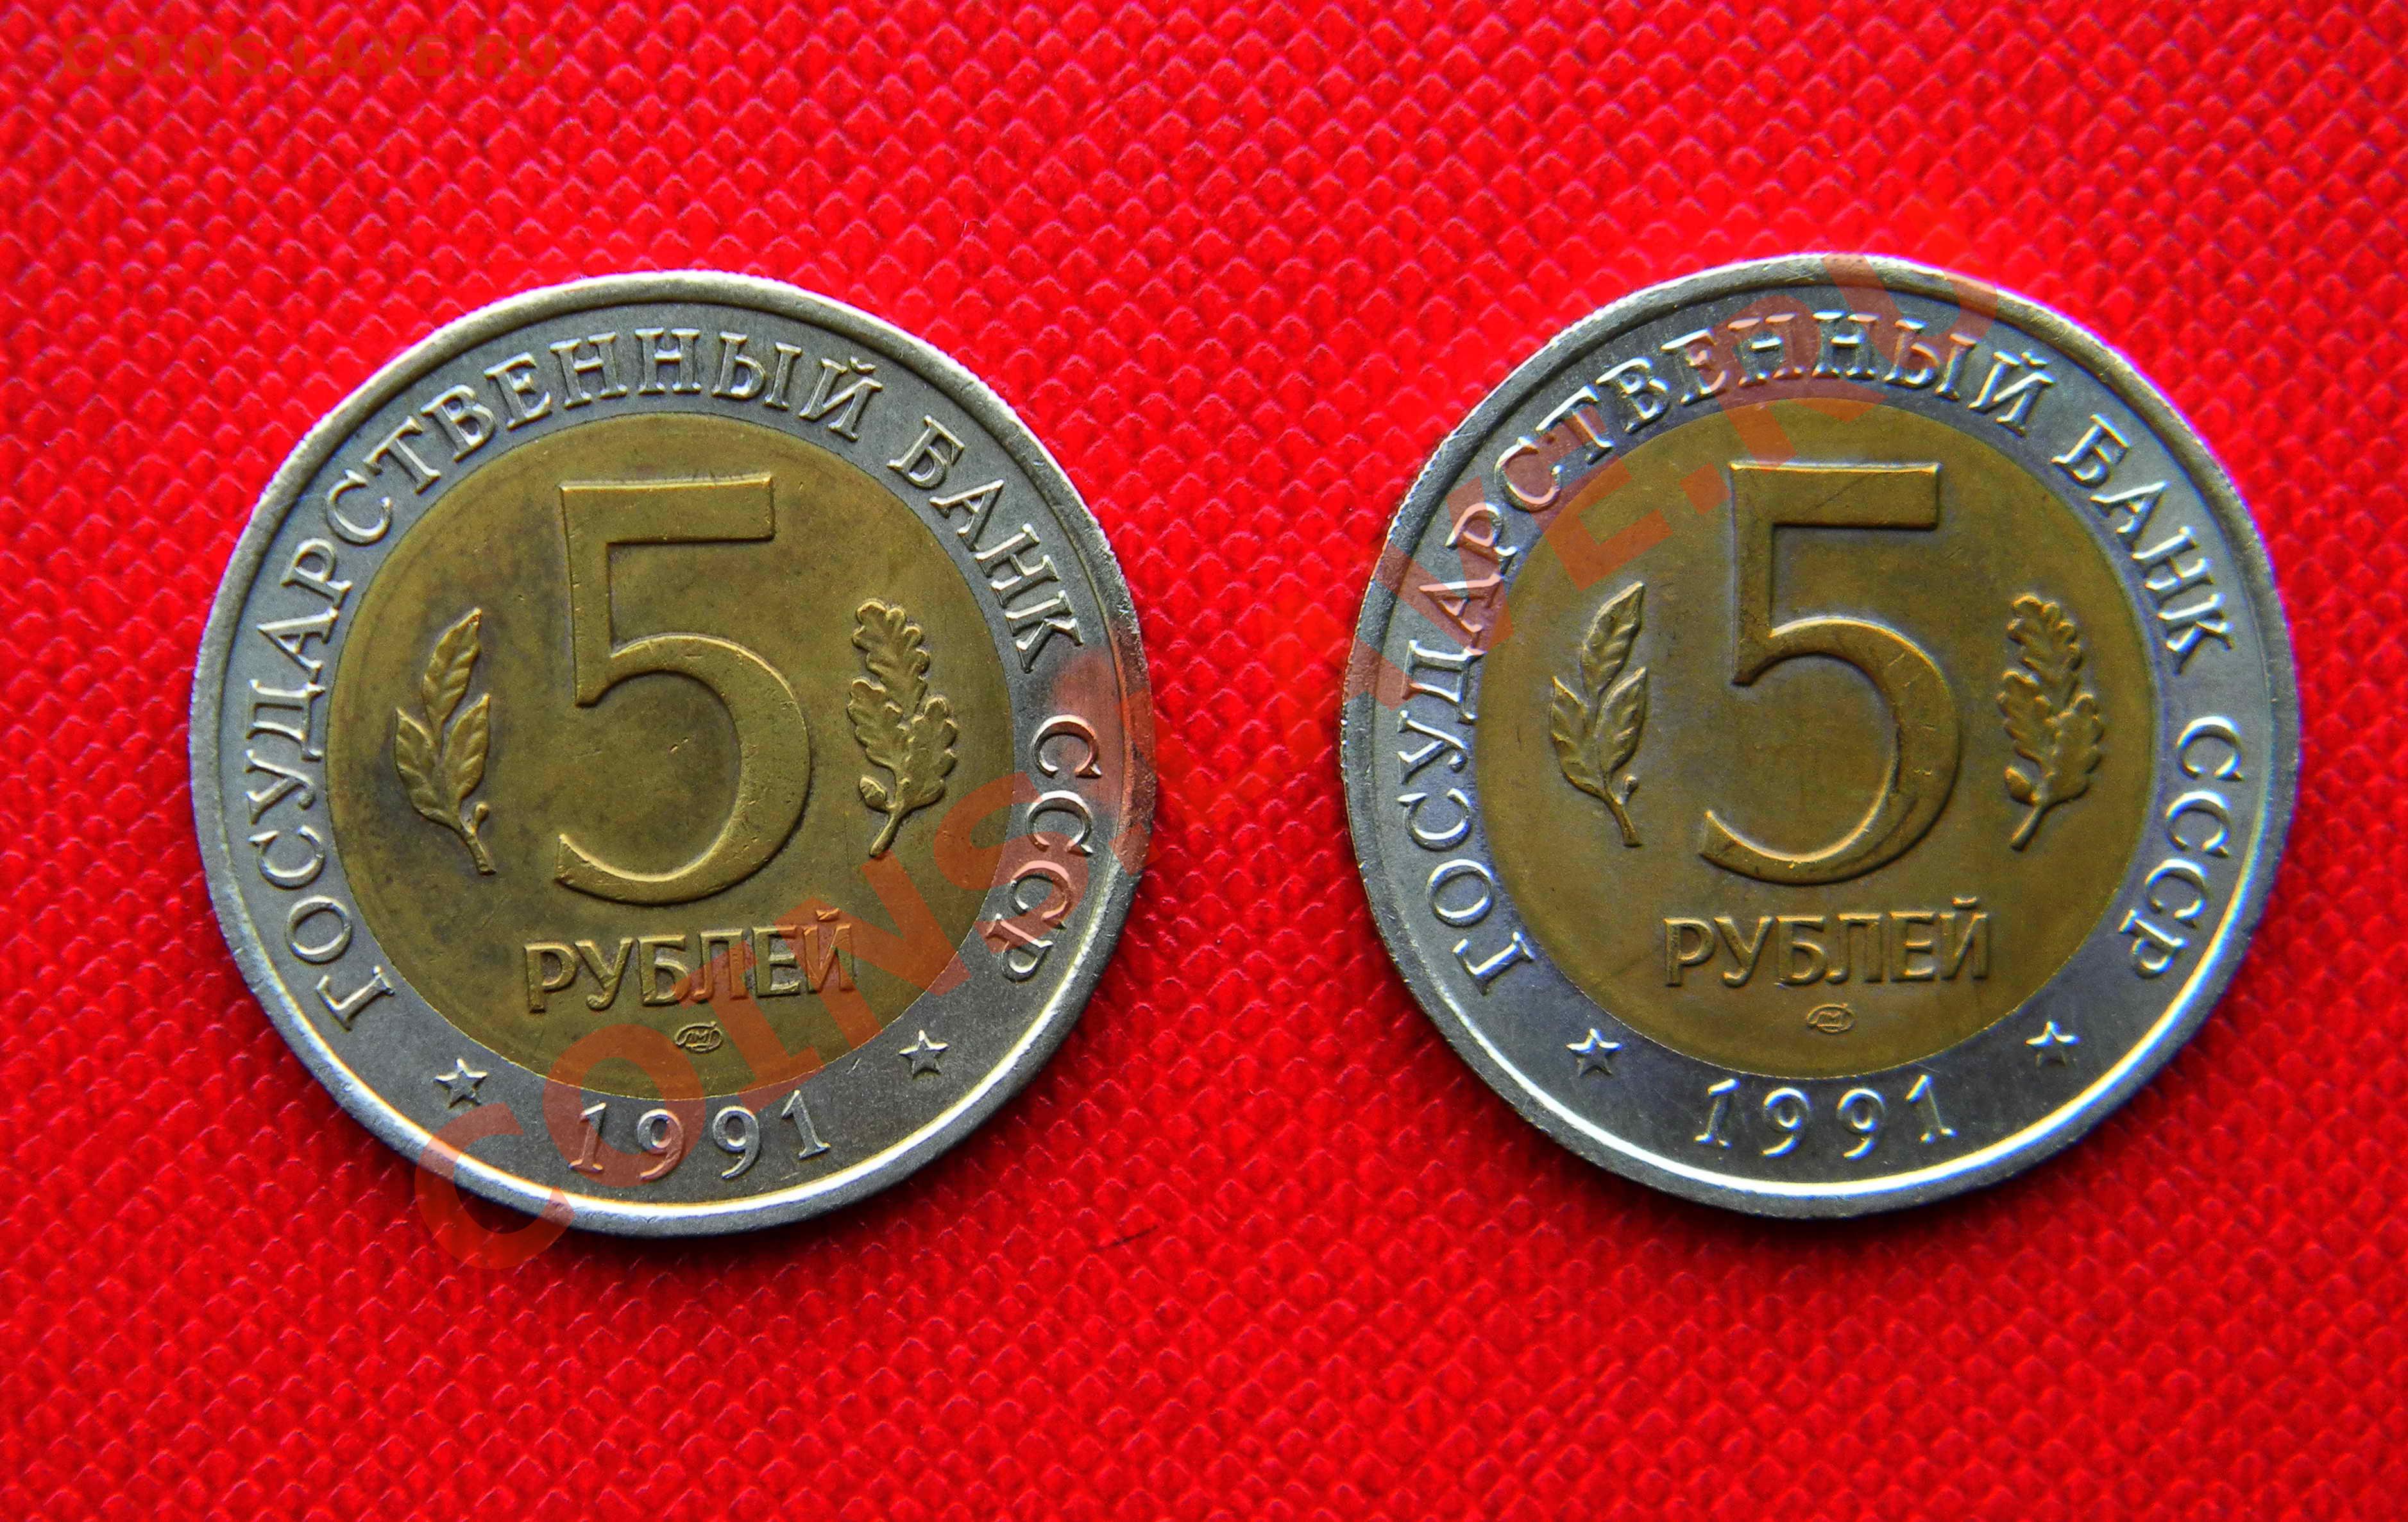 COINS.LAVE.RU
ГОСУДАРСТВЕННЫЙ БАНК СССР
5
РУБЛЕЙ
ЛМД
1991
ГОСУДАРСТВЕННЫЙ БАНК СССР
5
РУБЛЕЙ
ЛМД
1991
COINS.LAVE.RU